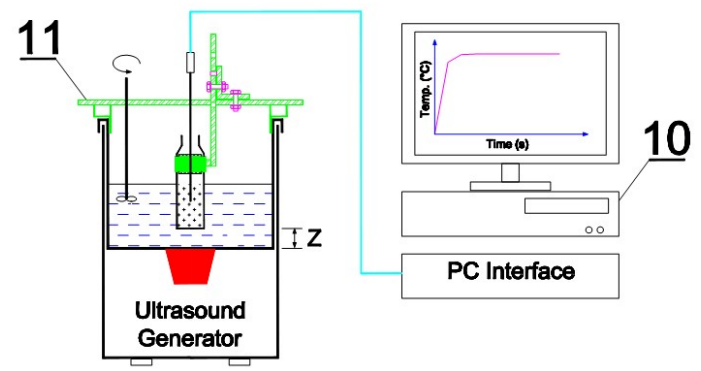 11
Temp. (°C)
Time (s)
10
Z
PC Interface
Ultrasound
Generator